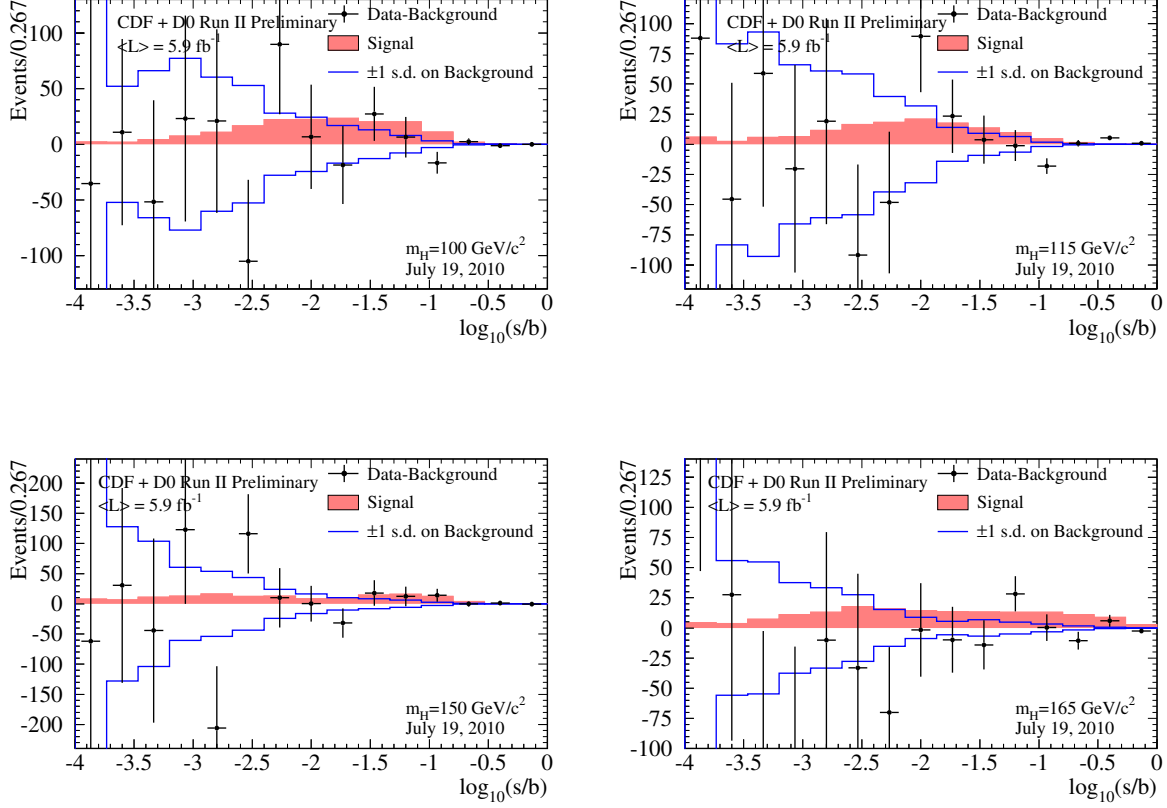 Events/0.267
CDF + D0 Run II Preliminary
<L> = 5.9 fb-1
Data-Background
Signal
±1 s.d. on Background
100
50
0
-50
-100
mH=100 GeV/c2
July 19, 2010
-4 -3.5 -3 -2.5 -2 -1.5 -1 -0.5 0
log10(s/b)
Events/0.267
CDF + D0 Run II Preliminary
<L> = 5.9 fb-1
Data-Background
Signal
±1 s.d. on Background
100
75
50
25
0
-25
-50
-75
-100
mH=115 GeV/c2
July 19, 2010
-4 -3.5 -3 -2.5 -2 -1.5 -1 -0.5 0
log10(s/b)
Events/0.267
CDF + D0 Run II Preliminary
<L> = 5.9 fb-1
Data-Background
Signal
±1 s.d. on Background
200
150
100
50
0
-50
-100
-150
-200
mH=150 GeV/c2
July 19, 2010
-4 -3.5 -3 -2.5 -2 -1.5 -1 -0.5 0
log10(s/b)
Events/0.267
CDF + D0 Run II Preliminary
<L> = 5.9 fb-1
Data-Background
Signal
±1 s.d. on Background
125
100
75
50
25
0
-25
-50
-75
-100
mH=165 GeV/c2
July 19, 2010
-4 -3.5 -3 -2.5 -2 -1.5 -1 -0.5 0
log10(s/b)